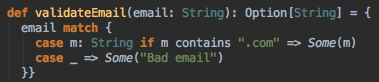 def validateEmail(email: String): Option[String] = {
  email match {
    case m: String if m contains ".com" => Some(m)
    case _ => Some("Bad email")
  }}